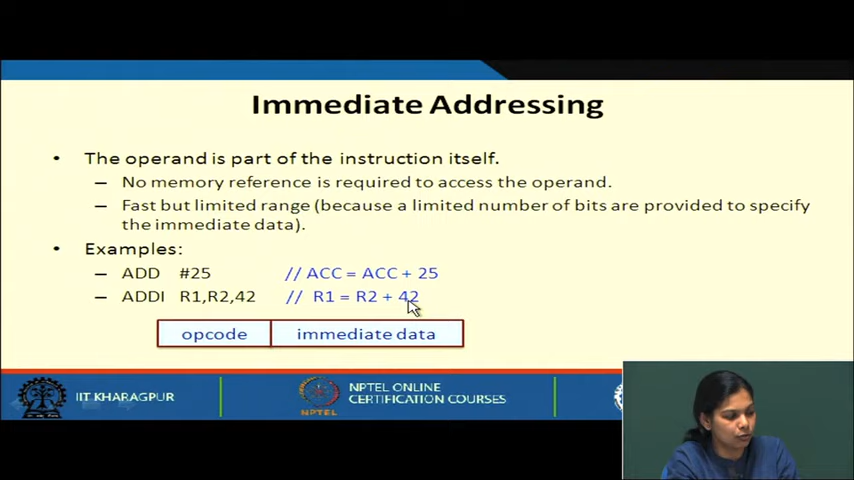 Immediate Addressing
• The operand is part of the instruction itself.
– No memory reference is required to access the operand.
– Fast but limited range (because a limited number of bits are provided to specify
the immediate data).
• Examples:
– ADD #25 // ACC = ACC + 25
– ADDI R1,R2,42 // R1 = R2 + 42
opcode immediate data
IIT KHARAGPUR
NPTEL
NPTEL ONLINE
CERTIFICATION COURSES